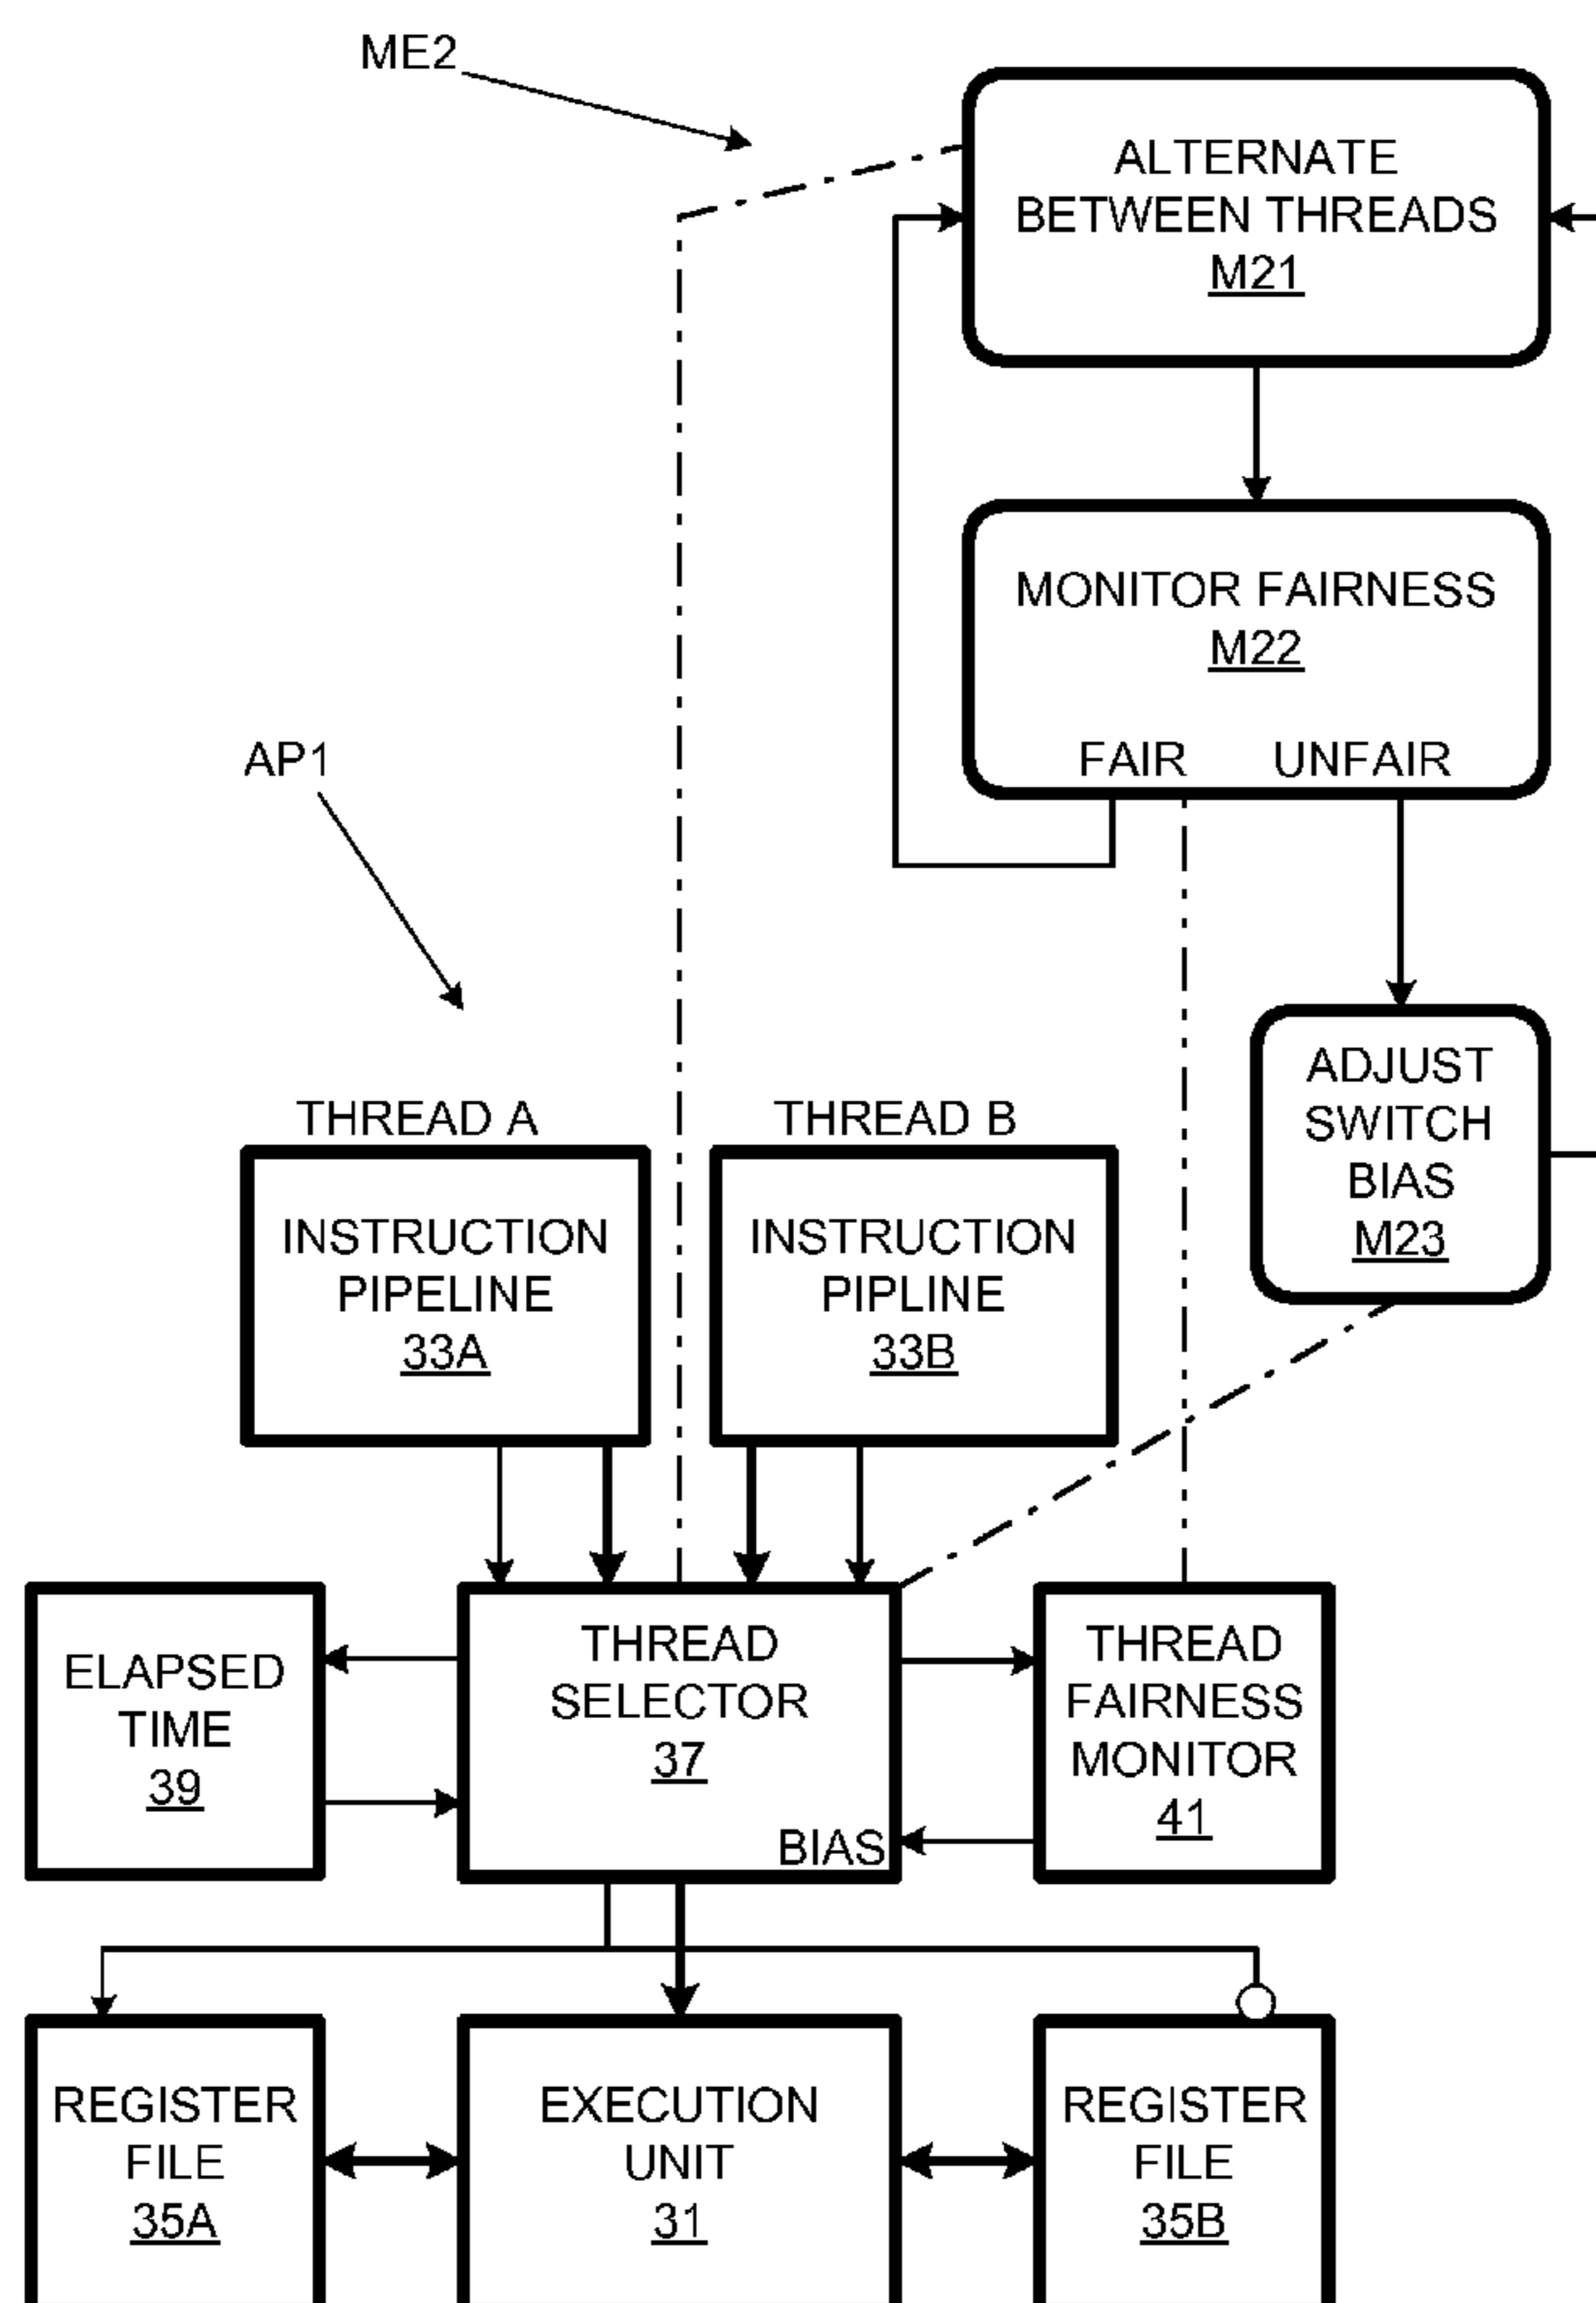 ME2
ALTERNATE
BETWEEN THREADS
M21
MONITOR FAIRNESS
M22
FAIR UNFAIR
AP1
ADJUST
SWITCH
BIAS
M23
THREAD A
INSTRUCTION
PIPELINE
33A
THREAD B
INSTRUCTION
PIPLINE
33B
ELAPSED
TIME
39
THREAD
SELECTOR
37
BIAS
THREAD
FAIRNESS
MONITOR
41
REGISTER
FILE
35A
EXECUTION
UNIT
31
REGISTER
FILE
35B